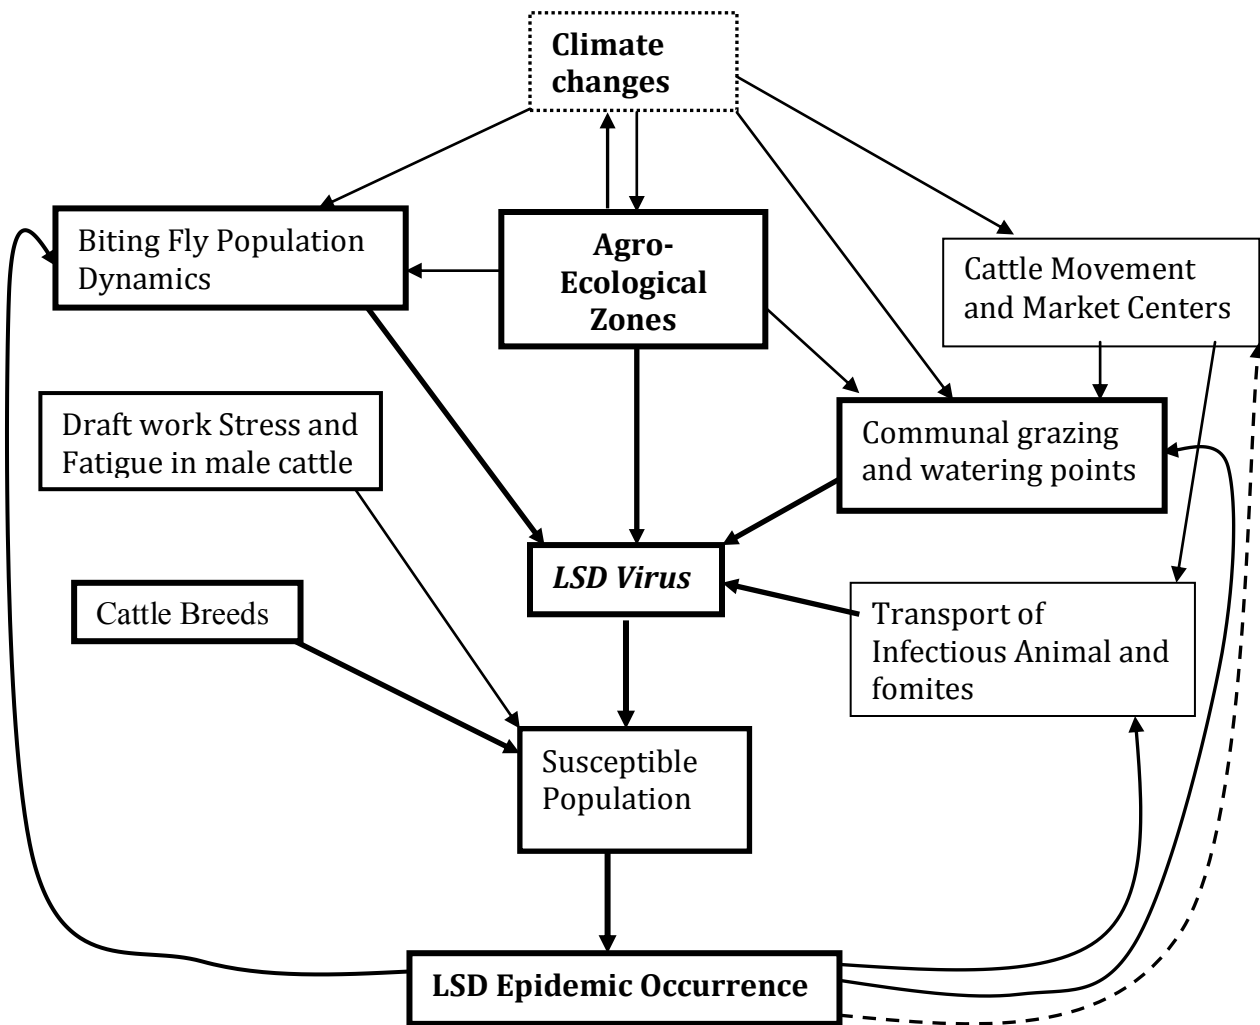 Climate
changes
Biting Fly Population
Dynamics
Agro-
Ecological
Zones
Cattle Movement
and Market Centers
Draft work Stress and
Fatigue in male cattle
Communal grazing
and watering points
LSD Virus
Cattle Breeds
Transport of
Infectious Animal and
fomites
Susceptible
Population
LSD Epidemic Occurrence